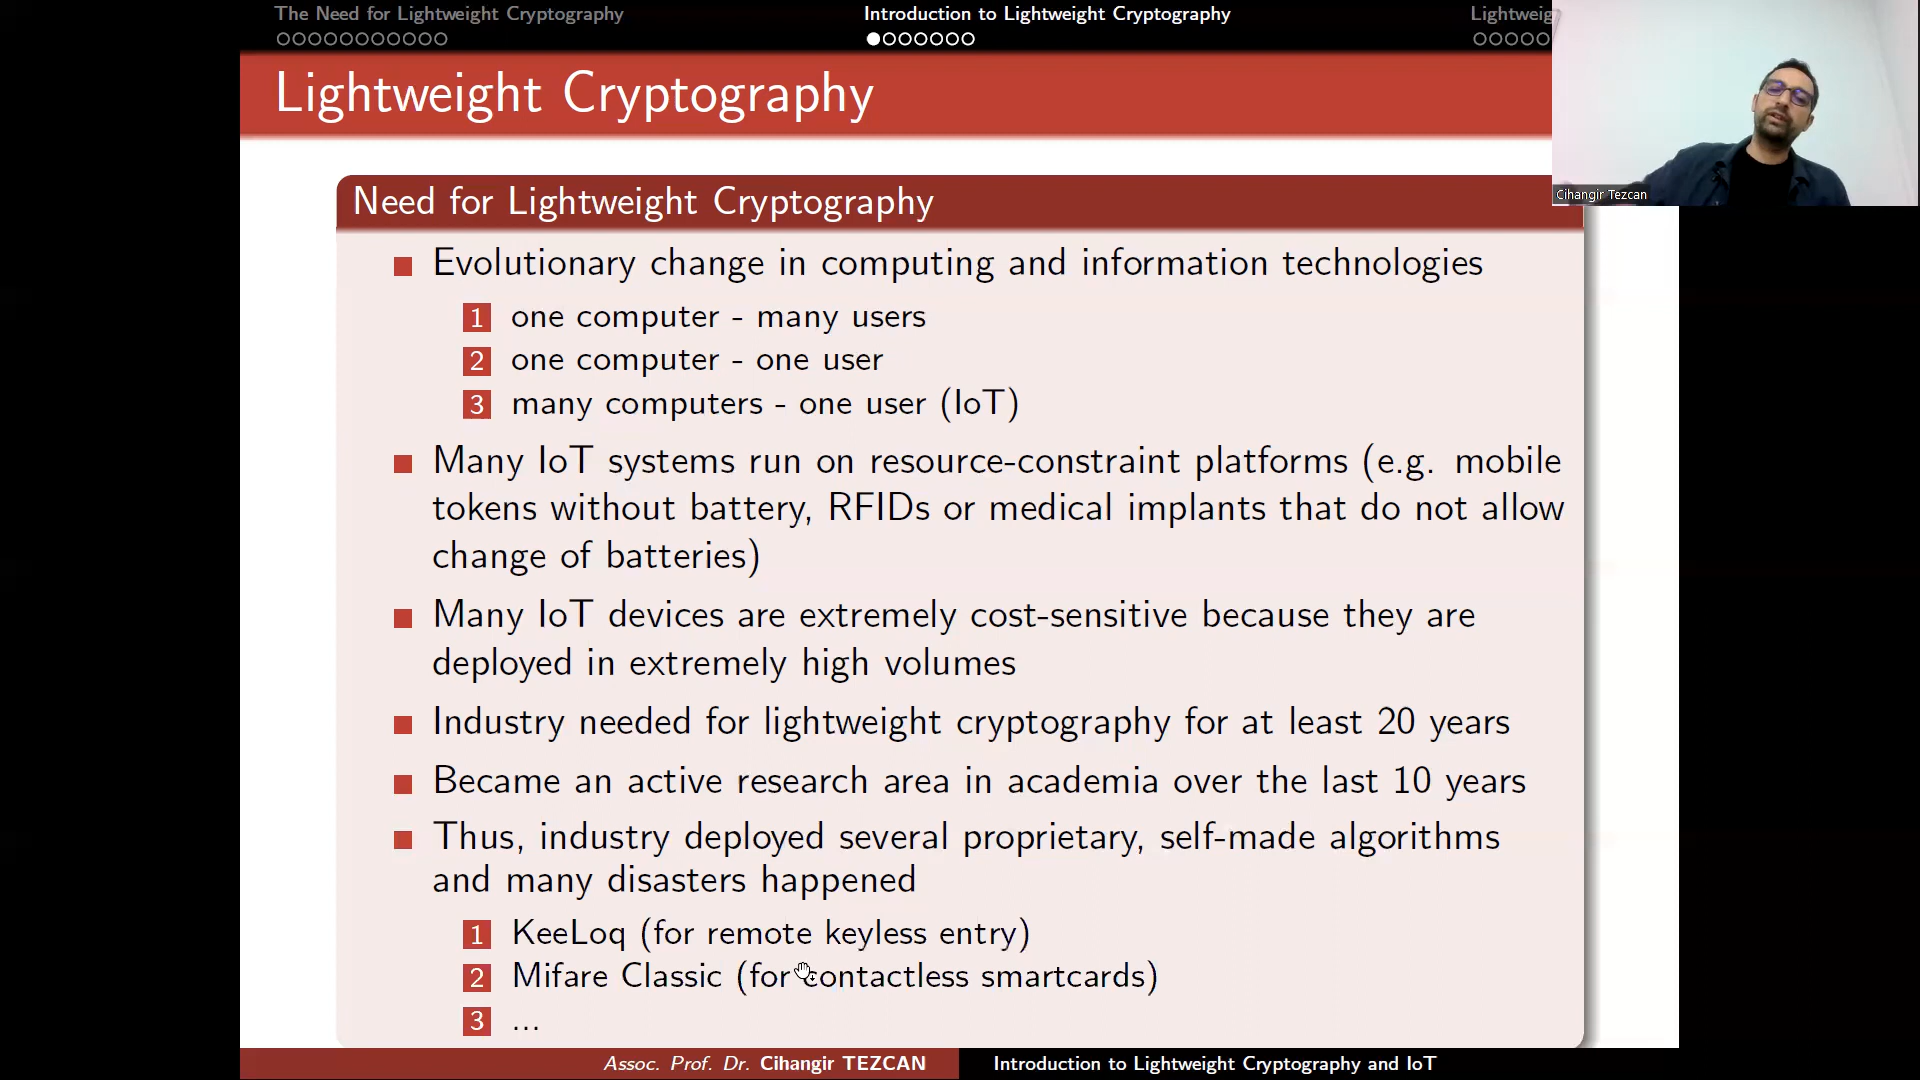 The Need for Lightweight Cryptography
Introduction to Lightweight Cryptography
Lightweig
Lightweight Cryptography
Cihangir Tezcan
Need for Lightweight Cryptography
Evolutionary change in computing and information technologies
1 one computer - many users
2 one computer - one user
3 many computers - one user (IoT)
Many IoT systems run on resource-constraint platforms (e.g. mobile
tokens without battery, RFIDs or medical implants that do not allow
change of batteries)
Many IoT devices are extremely cost-sensitive because they are
deployed in extremely high volumes
Industry needed for lightweight cryptography for at least 20 years
Became an active research area in academia over the last 10 years
Thus, industry deployed several proprietary, self-made algorithms
and many disasters happened
1 KeeLoq (for remote keyless entry)
2 Mifare Classic (for contactless smartcards)
3 ...
Assoc. Prof. Dr. Cihangir TEZCAN
Introduction to Lightweight Cryptography and IoT